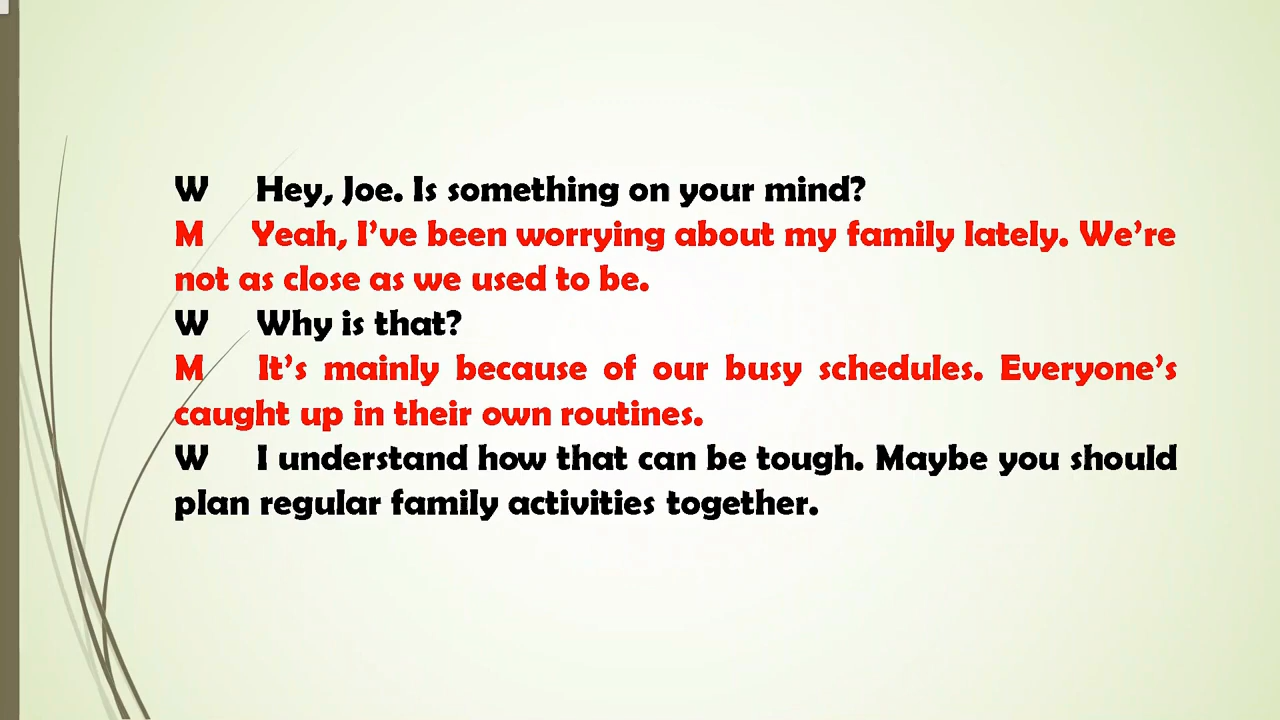 W Hey, Joe. Is something on your mind?
M Yeah, I’ve been worrying about my family lately. We’re
not as close as we used to be.
W Why is that?
M It’s mainly because of our busy schedules. Everyone’s
caught up in their own routines.
W I understand how that can be tough. Maybe you should
plan regular family activities together.